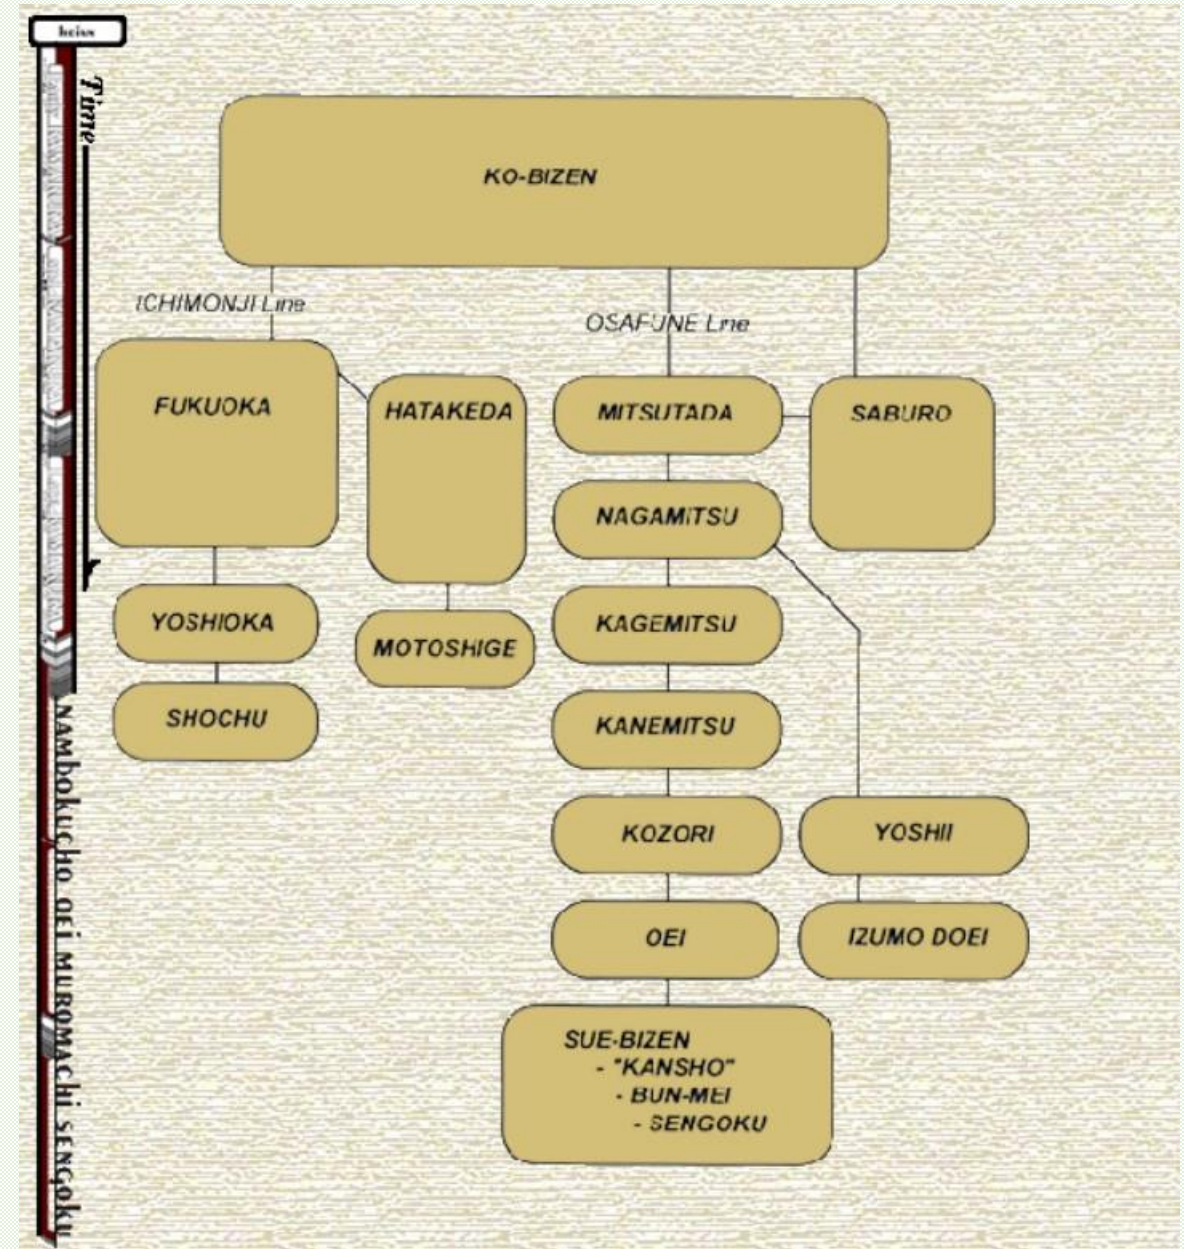 heian
Time
KO-BIZEN
ICHIMONJI Line
OSAFUNE Line
FUKUOKA
HATAKEDA
MITSUTADA
SABURO
NAGAMITSU
YOSHIOKA
KAGEMITSU
MOTOSHIGE
SHOCHU
KANEMITSU
KOZORI
YOSHII
OEI
IZUMO DOEI
SUE-BIZEN
- "KANSHO"
- BUN-MEI
- SENGOKU
NAMBOKUCHO OEI MUROMACHI SENGOKU